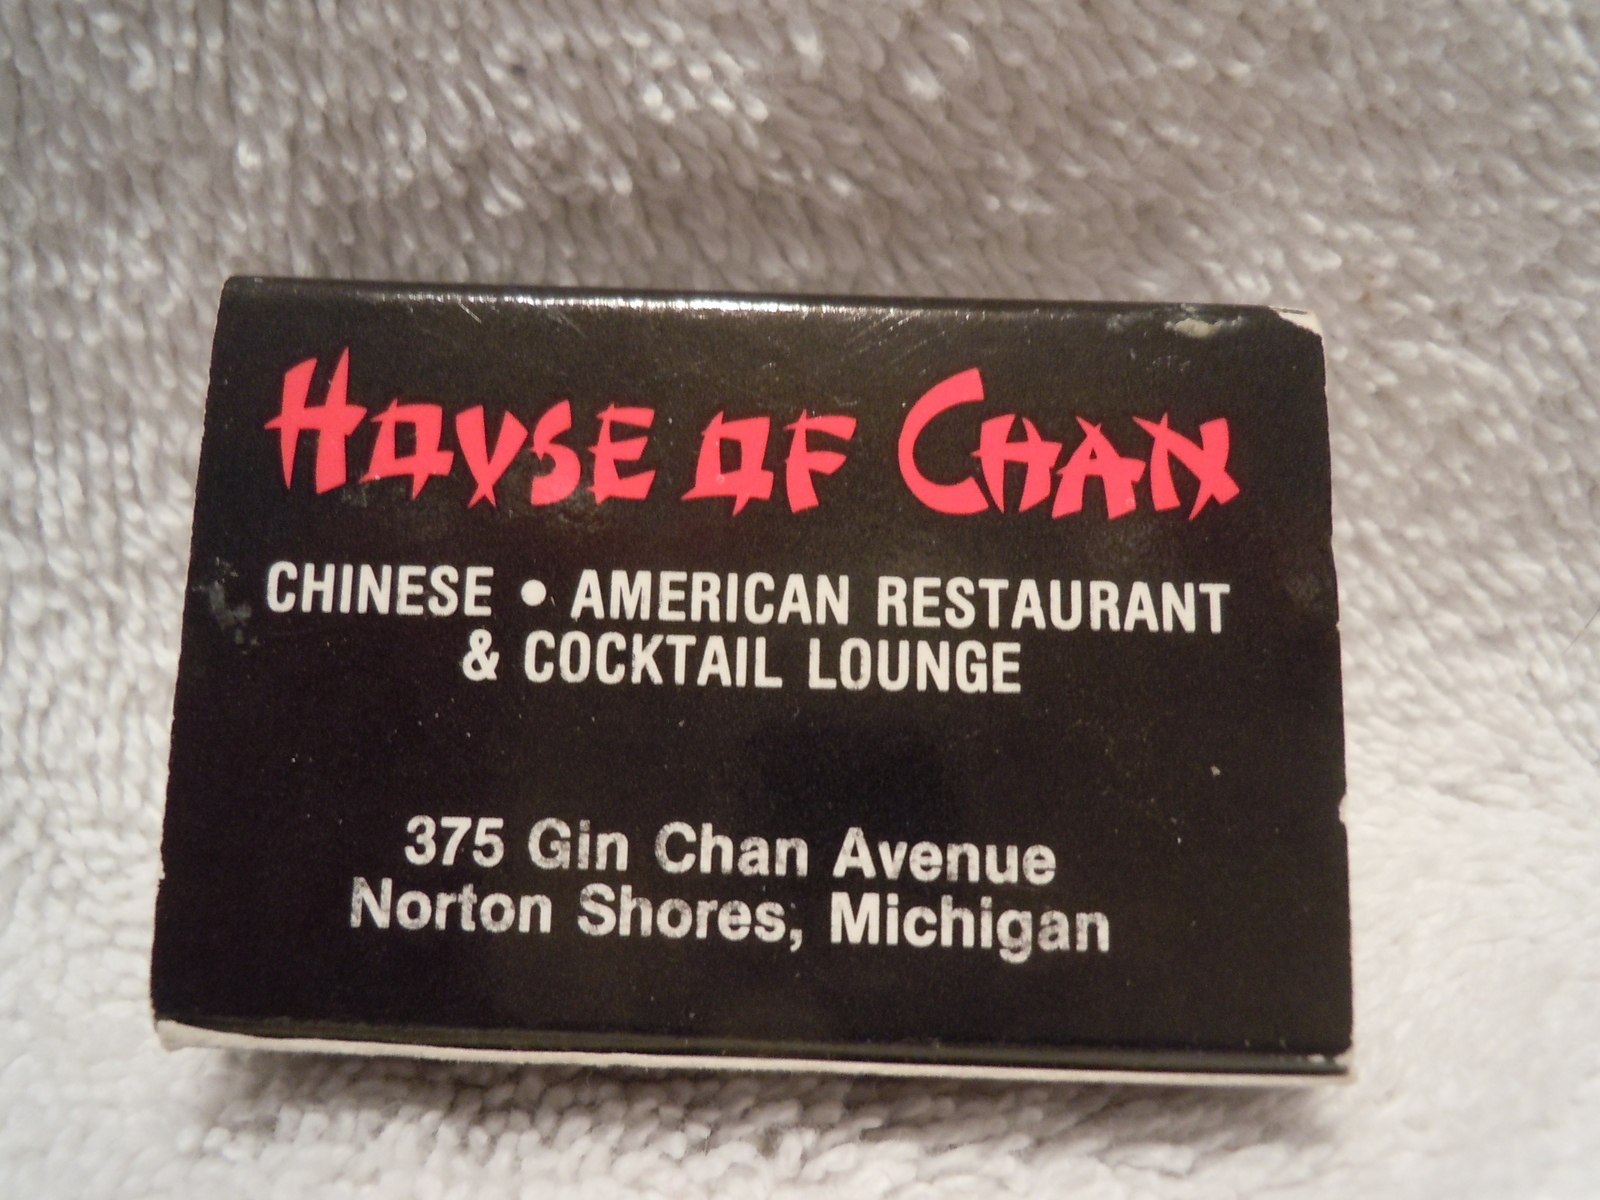 HOUSE OF CHAN
CHINESE • AMERICAN RESTAURANT
& COCKTAIL LOUNGE
375 Gin Chan Avenue
Norton Shores, Michigan